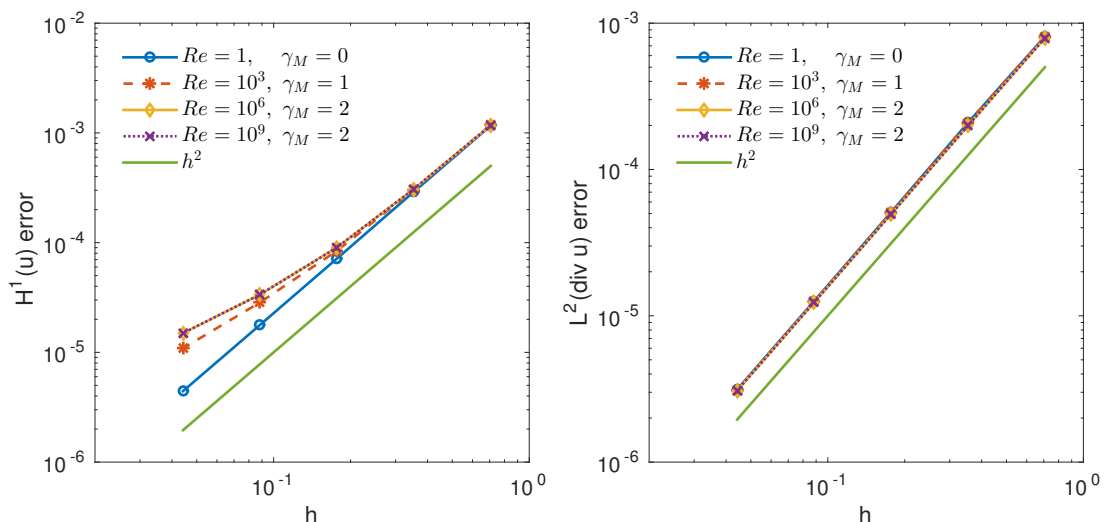 10^-2
10^-3
10^-4
10^-5
10^-6
H^1(u) error
Re = 1, γ_M = 0
Re = 10^3, γ_M = 1
Re = 10^6, γ_M = 2
Re = 10^9, γ_M = 2
h^2
10^-1
10^0
h
10^-3
10^-4
10^-5
10^-6
L^2(div u) error
Re = 1, γ_M = 0
Re = 10^3, γ_M = 1
Re = 10^6, γ_M = 2
Re = 10^9, γ_M = 2
h^2
10^-1
10^0
h